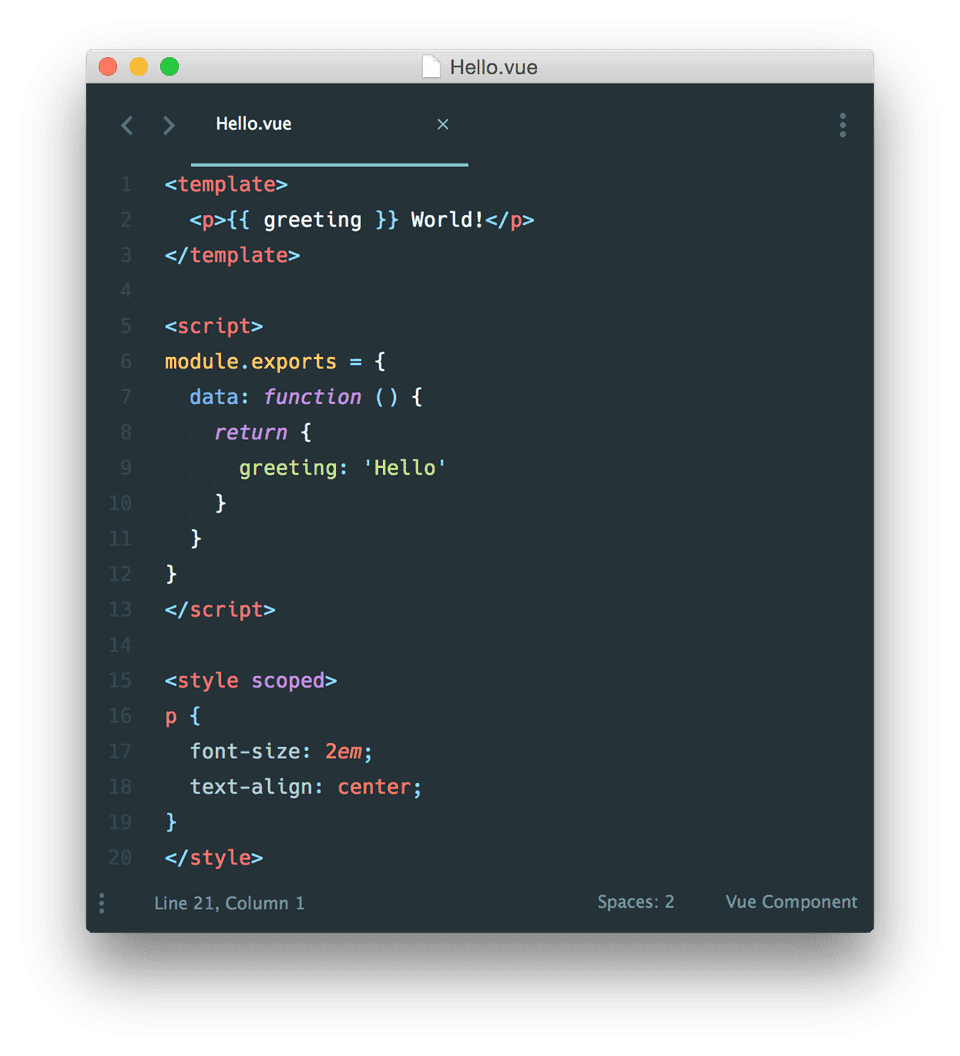 Hello.vue
Hello.vue ×
1 <template>
2   <p>{{ greeting }} World!</p>
3 </template>
4
5 <script>
6 module.exports = {
7   data: function () {
8     return {
9       greeting: 'Hello'
10     }
11   }
12 }
13 </script>
14
15 <style scoped>
16 p {
17   font-size: 2em;
18   text-align: center;
19 }
20 </style>
Line 21, Column 1 Spaces: 2 Vue Component